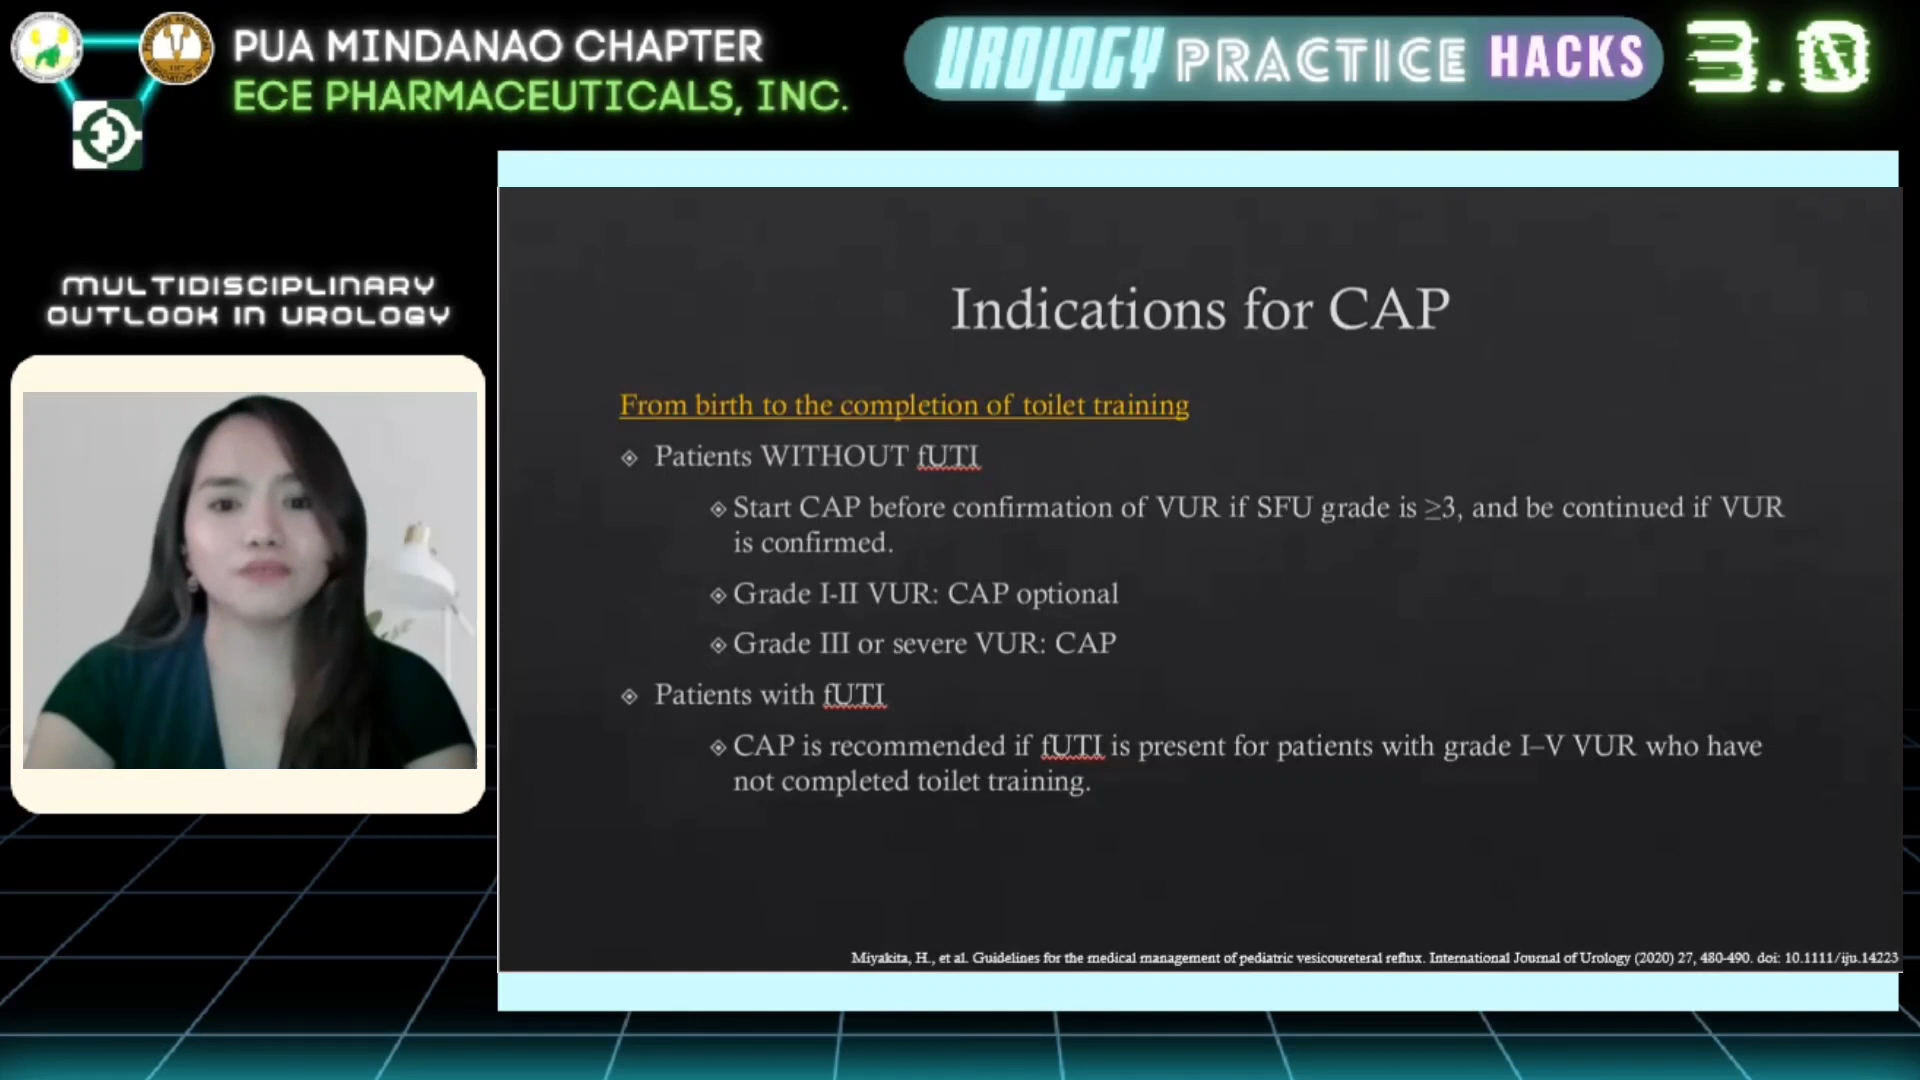 PUA MINDANAO CHAPTER
ECE PHARMACEUTICALS, INC.
UROLOGY PRACTICE HACKS 3.0
MULTIDISCIPLINARY
OUTLOOK IN UROLOGY
Indications for CAP
From birth to the completion of toilet training
Patients WITHOUT fUTI
Start CAP before confirmation of VUR if SFU grade is ≥3, and be continued if VUR
is confirmed.
Grade I-II VUR: CAP optional
Grade III or severe VUR: CAP
Patients with fUTI
CAP is recommended if fUTI is present for patients with grade I–V VUR who have
not completed toilet training.
Miyakita, H., et al. Guidelines for the medical management of pediatric vesicoureteral reflux. International Journal of Urology (2020) 27, 480-490. doi: 10.1111/iju.14223